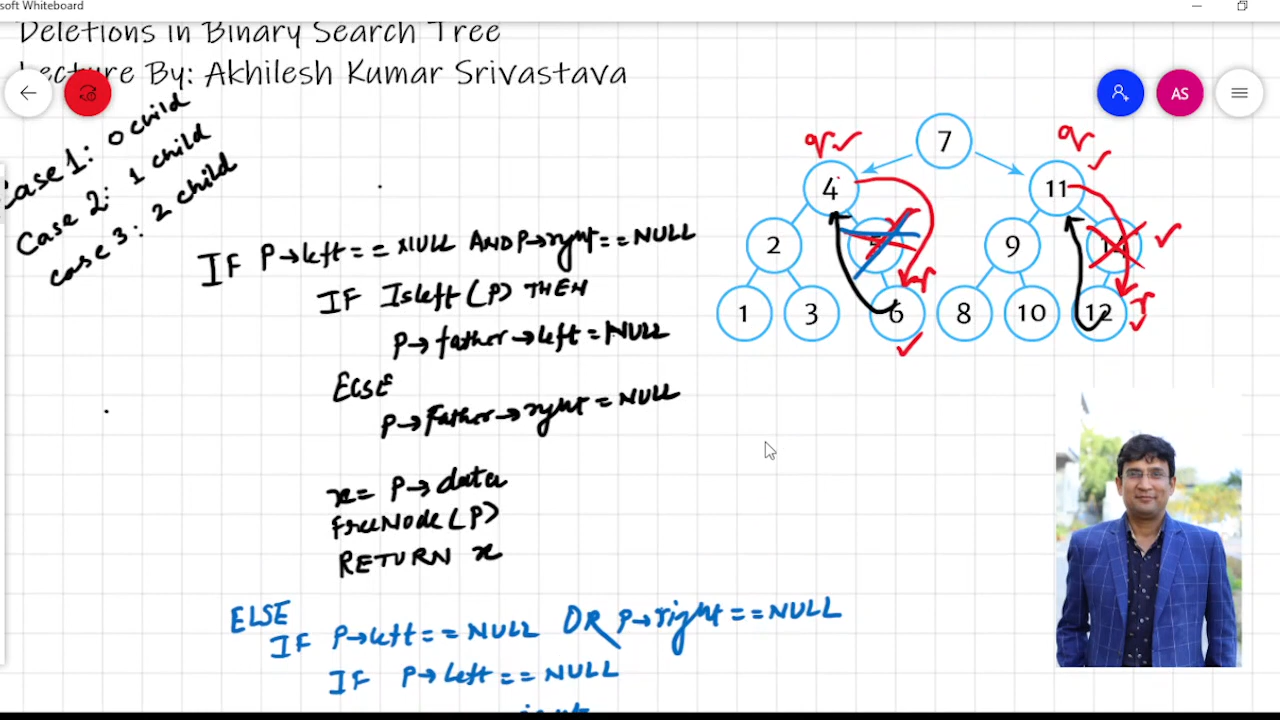 soft Whiteboard
Deletions in Binary Search Tree
Lecture By: Akhilesh Kumar Srivastava
AS
Case 1: 0 child
Case 2: 1 child
case 3: 2 child
IF P→left == NULL AND P→right == NULL
IF Isleft (P) THEN
P→father→left = NULL
ELSE
P→Father→right = NULL
x = P→data
freeNode (P)
RETURN x
ELSE
IF P→left == NULL OR P→right == NULL
IF P→left == NULL
7
q q
4 11
2 9
1 3 6 8 10 12
r